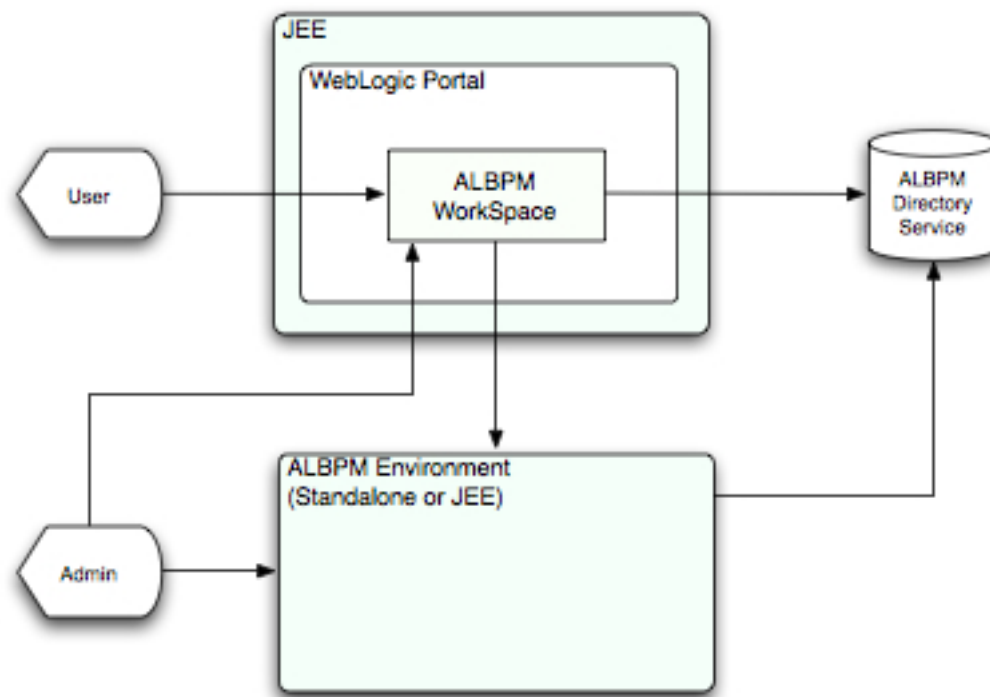 JEE
WebLogic Portal
User
ALBPM
WorkSpace
ALBPM
Directory
Service
ALBPM Environment
(Standalone or JEE)
Admin